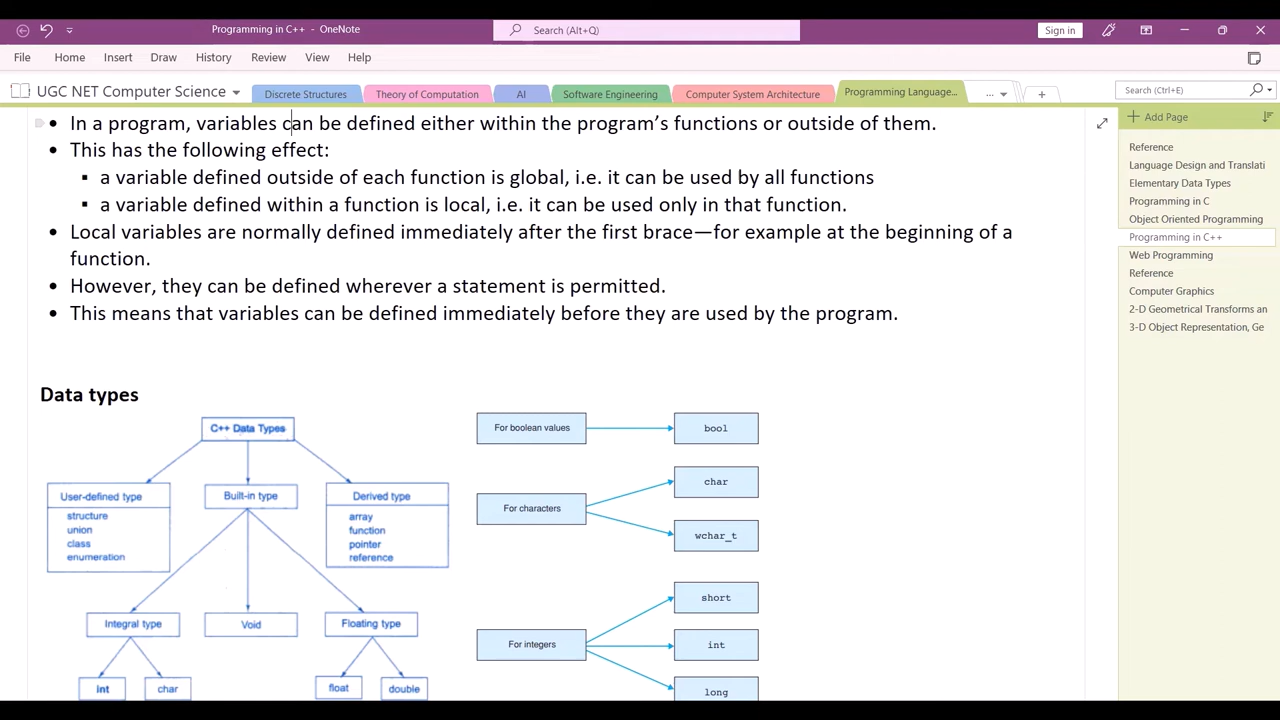 Programming in C++ - OneNote
Search (Alt+Q)
Sign in
File Home Insert Draw History Review View Help
UGC NET Computer Science
Discrete Structures
Theory of Computation
AI
Software Engineering
Computer System Architecture
Programming Language...
...
Search (Ctrl+E)
• In a program, variables can be defined either within the program's functions or outside of them.
• This has the following effect:
▪ a variable defined outside of each function is global, i.e. it can be used by all functions
▪ a variable defined within a function is local, i.e. it can be used only in that function.
• Local variables are normally defined immediately after the first brace—for example at the beginning of a
function.
• However, they can be defined wherever a statement is permitted.
• This means that variables can be defined immediately before they are used by the program.
Data types
C++ Data Types
User-defined type
structure
union
class
enumeration
Built-in type
Derived type
array
function
pointer
reference
Integral type
Void
Floating type
int
char
float
double
For boolean values
bool
For characters
char
wchar_t
For integers
short
int
long
Add Page
Reference
Language Design and Translati
Elementary Data Types
Programming in C
Object Oriented Programming
Programming in C++
Web Programming
Reference
Computer Graphics
2-D Geometrical Transforms an
3-D Object Representation, Ge